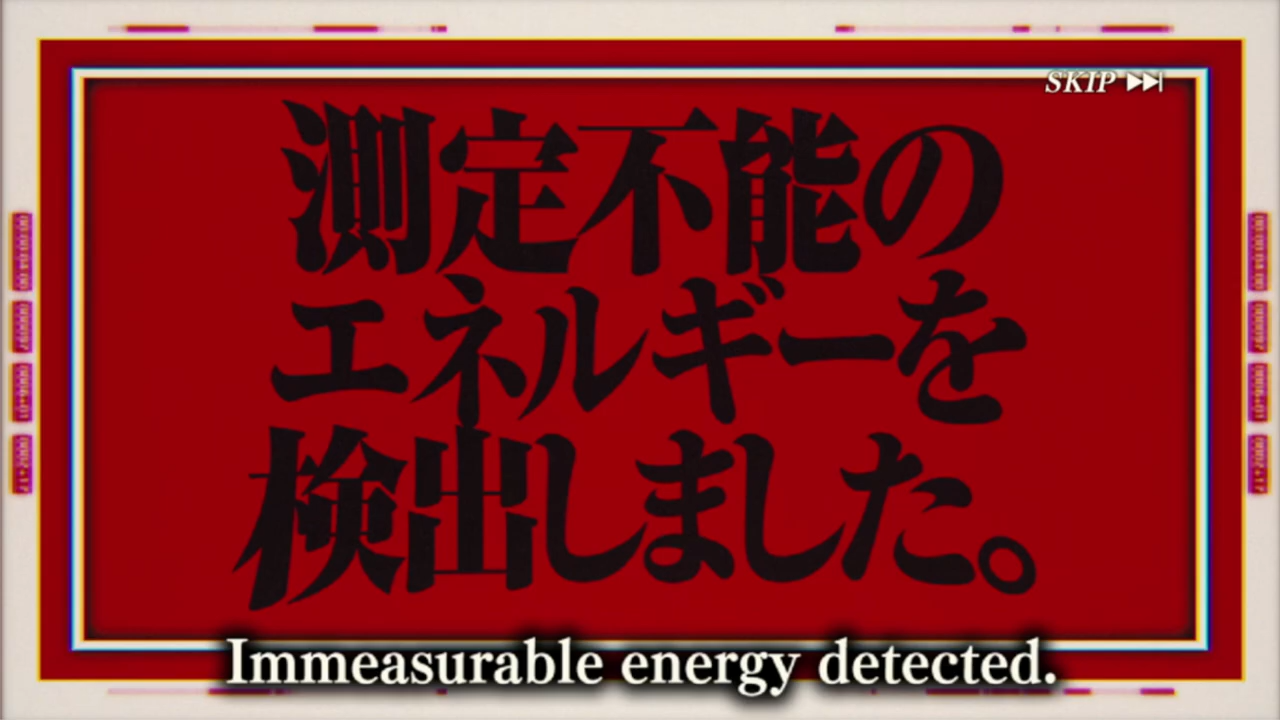 SKIP
測定不能の
エネルギーを
検出しました。
Immeasurable energy detected.